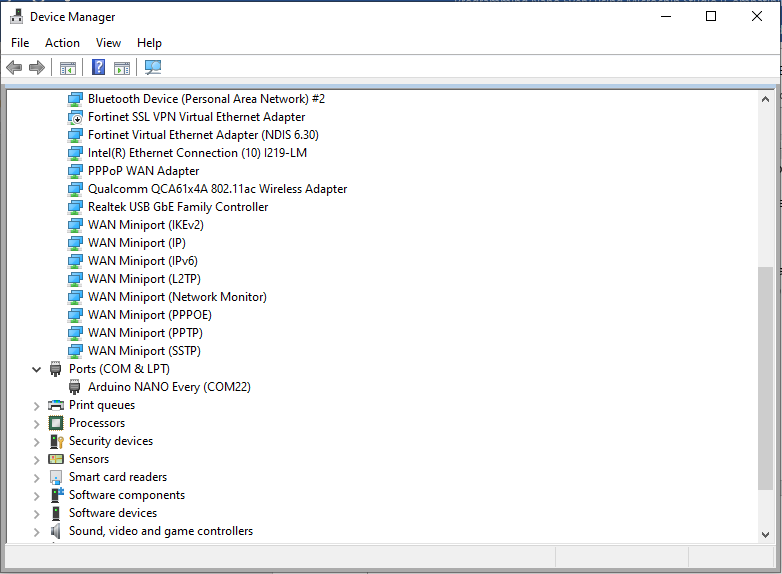 Device Manager
File Action View Help
Bluetooth Device (Personal Area Network) #2
Fortinet SSL VPN Virtual Ethernet Adapter
Fortinet Virtual Ethernet Adapter (NDIS 6.30)
Intel(R) Ethernet Connection (10) I219-LM
PPPoP WAN Adapter
Qualcomm QCA61x4A 802.11ac Wireless Adapter
Realtek USB GbE Family Controller
WAN Miniport (IKEv2)
WAN Miniport (IP)
WAN Miniport (IPv6)
WAN Miniport (L2TP)
WAN Miniport (Network Monitor)
WAN Miniport (PPPOE)
WAN Miniport (PPTP)
WAN Miniport (SSTP)
Ports (COM & LPT)
Arduino NANO Every (COM22)
Print queues
Processors
Security devices
Sensors
Smart card readers
Software components
Software devices
Sound, video and game controllers